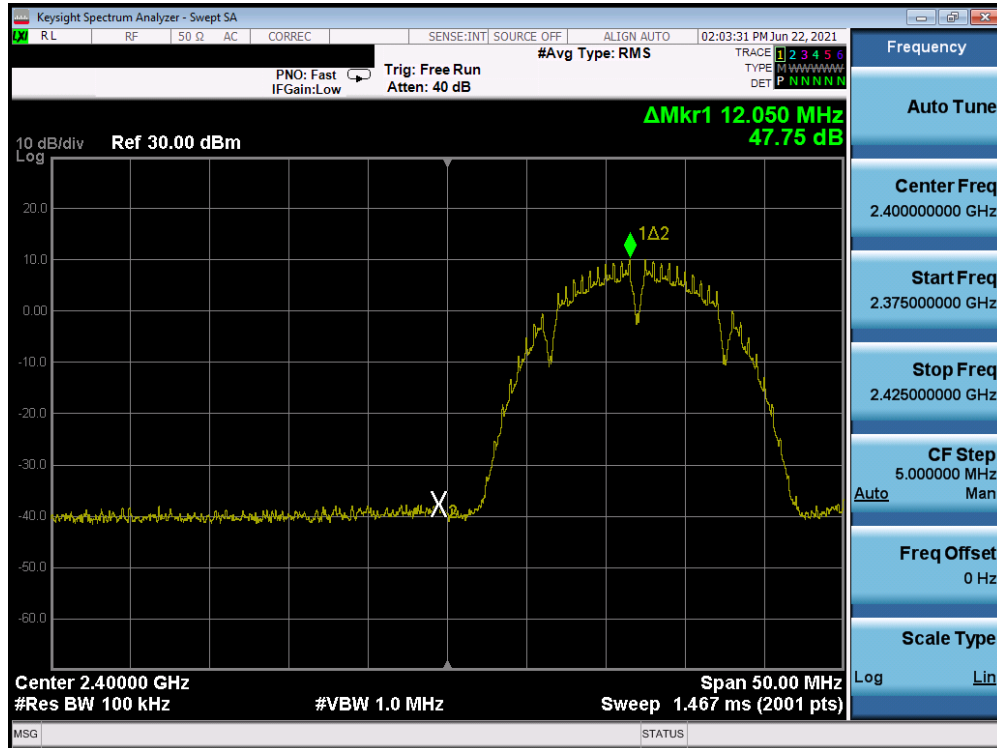 Keysight Spectrum Analyzer - Swept SA
LXI RL RF 50 Ω AC CORREC SENSE:INT SOURCE OFF ALIGN AUTO 02:03:31 PM Jun 22, 2021
#Avg Type: RMS
TRACE 1 2 3 4 5 6
TYPE M WWWWW
DET P N N N N N
PNO: Fast
IFGain:Low
Trig: Free Run
Atten: 40 dB
ΔMkr1 12.050 MHz
47.75 dB
10 dB/div
Log
Ref 30.00 dBm
20.0
10.0
0.00
-10.0
-20.0
-30.0
-40.0
-50.0
-60.0
1Δ2
X2
Center 2.40000 GHz
Span 50.00 MHz
#Res BW 100 kHz
#VBW 1.0 MHz
Sweep 1.467 ms (2001 pts)
MSG
STATUS
Frequency
Auto Tune
Center Freq
2.400000000 GHz
Start Freq
2.375000000 GHz
Stop Freq
2.425000000 GHz
CF Step
5.000000 MHz
Auto Man
Freq Offset
0 Hz
Scale Type
Log Lin